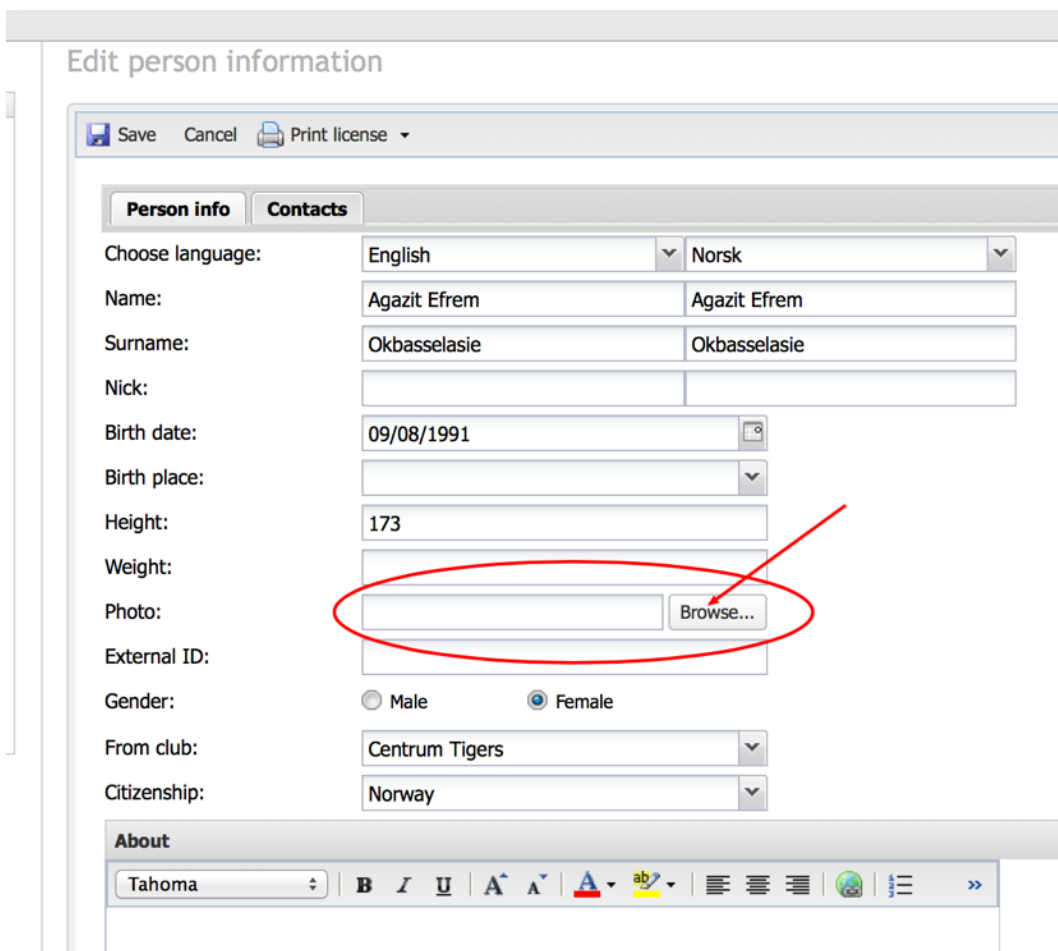 Edit person information
Save Cancel Print license
Person info Contacts
Choose language: English Norsk
Name: Agazit Efrem Agazit Efrem
Surname: Okbasselasie Okbasselasie
Nick:
Birth date: 09/08/1991
Birth place:
Height: 173
Weight:
Photo: Browse...
External ID:
Gender: Male Female
From club: Centrum Tigers
Citizenship: Norway
About
Tahoma B I U A A A ab »